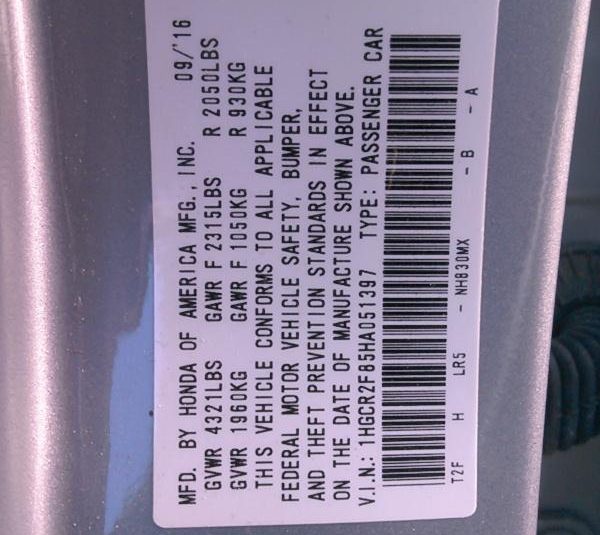 MFD. BY HONDA OF AMERICA MFG., INC. 09/'16
GVWR 4321LBS GAWR F 2315LBS R 2050LBS
GVWR 1960KG GAWR F 1050KG R 930KG
THIS VEHICLE CONFORMS TO ALL APPLICABLE
FEDERAL MOTOR VEHICLE SAFETY, BUMPER,
AND THEFT PREVENTION STANDARDS IN EFFECT
ON THE DATE OF MANUFACTURE SHOWN ABOVE.
V.I.N.: 1HGCR2F85HA051397 TYPE: PASSENGER CAR
T2F H LR5 - NH830MX - B - A